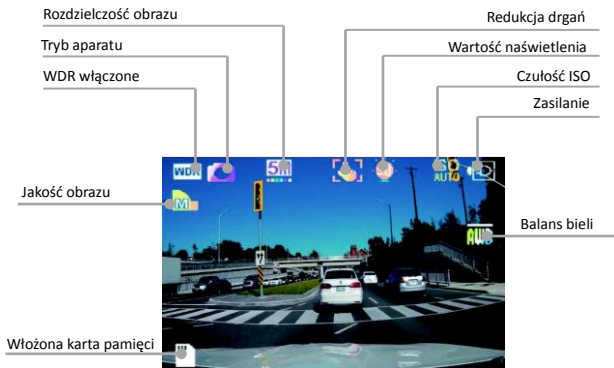 Rozdzielczość obrazu
Redukcja drgań
Tryb aparatu
Wartość naświetlenia
WDR włączone
Czułość ISO
Zasilanie
WDR
5M
AUTO
Jakość obrazu
M
AWB
Balans bieli
Włożona karta pamięci